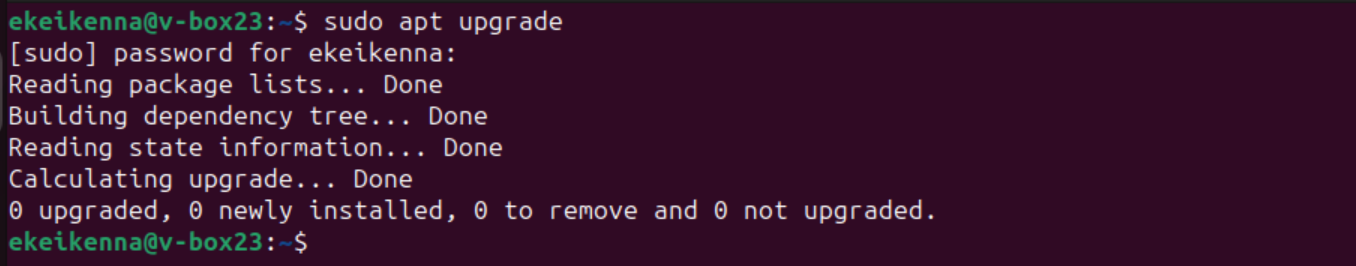 ekeikenna@v-box23:~$ sudo apt upgrade
[sudo] password for ekeikenna:
Reading package lists... Done
Building dependency tree... Done
Reading state information... Done
Calculating upgrade... Done
0 upgraded, 0 newly installed, 0 to remove and 0 not upgraded.
ekeikenna@v-box23:~$